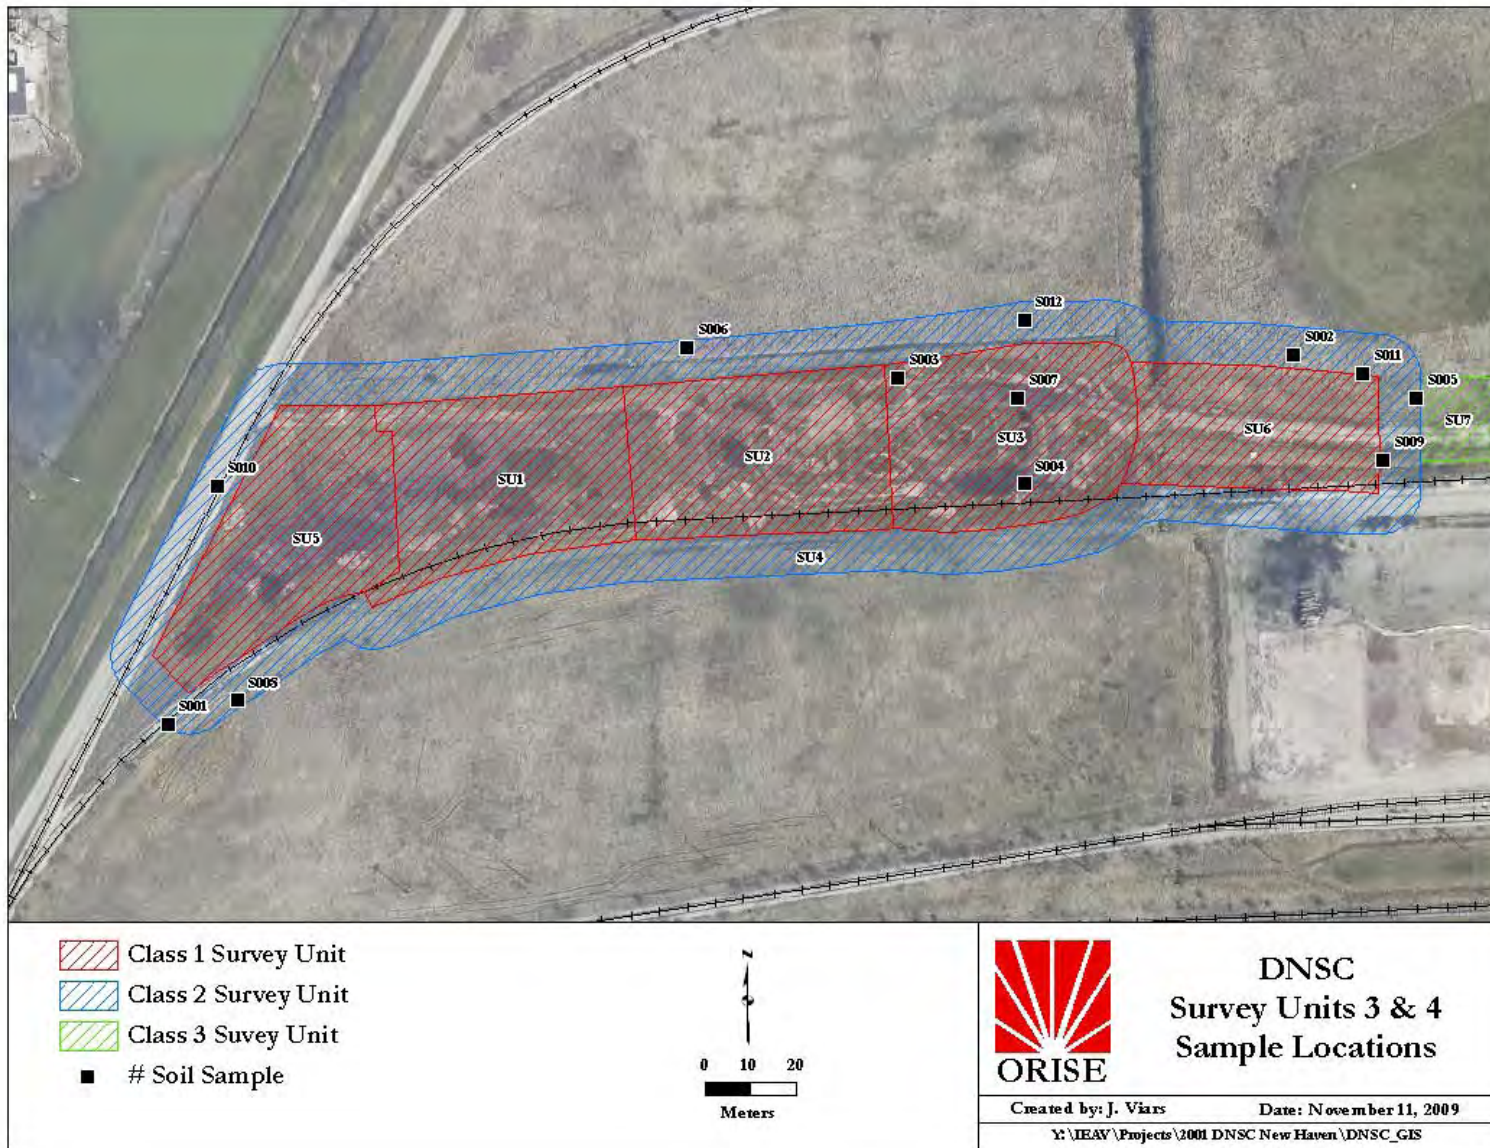 S012
S006
S002
S003
S011
S007
S005
SU7
SU6
SU3
S009
SU2
SU1
S004
S010
SU5
SU4
S001
Class 1 Survey Unit
Class 2 Survey Unit
Class 3 Suvey Unit
# Soil Sample
z
0 20
Meters
ORISE
DNSC
Survey Units 3 & 4
Sample Locations
Created by: J. Viars Date: November 11, 2009
Y:\IEAV\Projects\2001 DNSC New Haven\DNSC_GIS